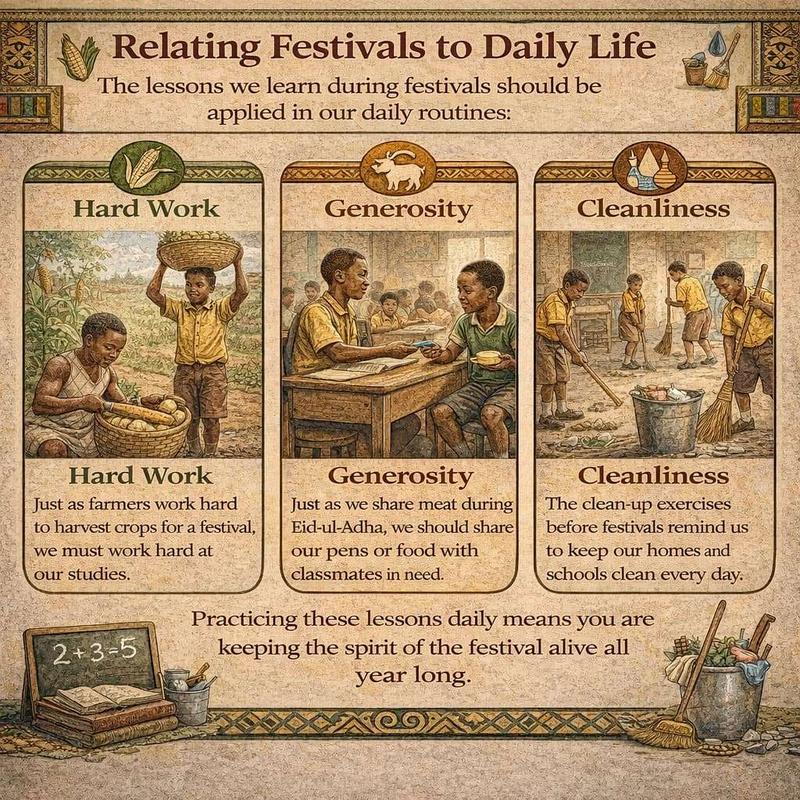 Relating Festivals to Daily Life
The lessons we learn during festivals should be
applied in our daily routines:
Hard Work
Hard Work
Just as farmers work hard
to harvest crops for a festival,
we must work hard at
our studies.
Generosity
Generosity
Just as we share meat during
Eid-ul-Adha, we should share
our pens or food with
classmates in need.
Cleanliness
Cleanliness
The clean-up exercises
before festivals remind us
to keep our homes and
schools clean every day.
Practicing these lessons daily means you are
keeping the spirit of the festival alive all
year long.
2+3=5